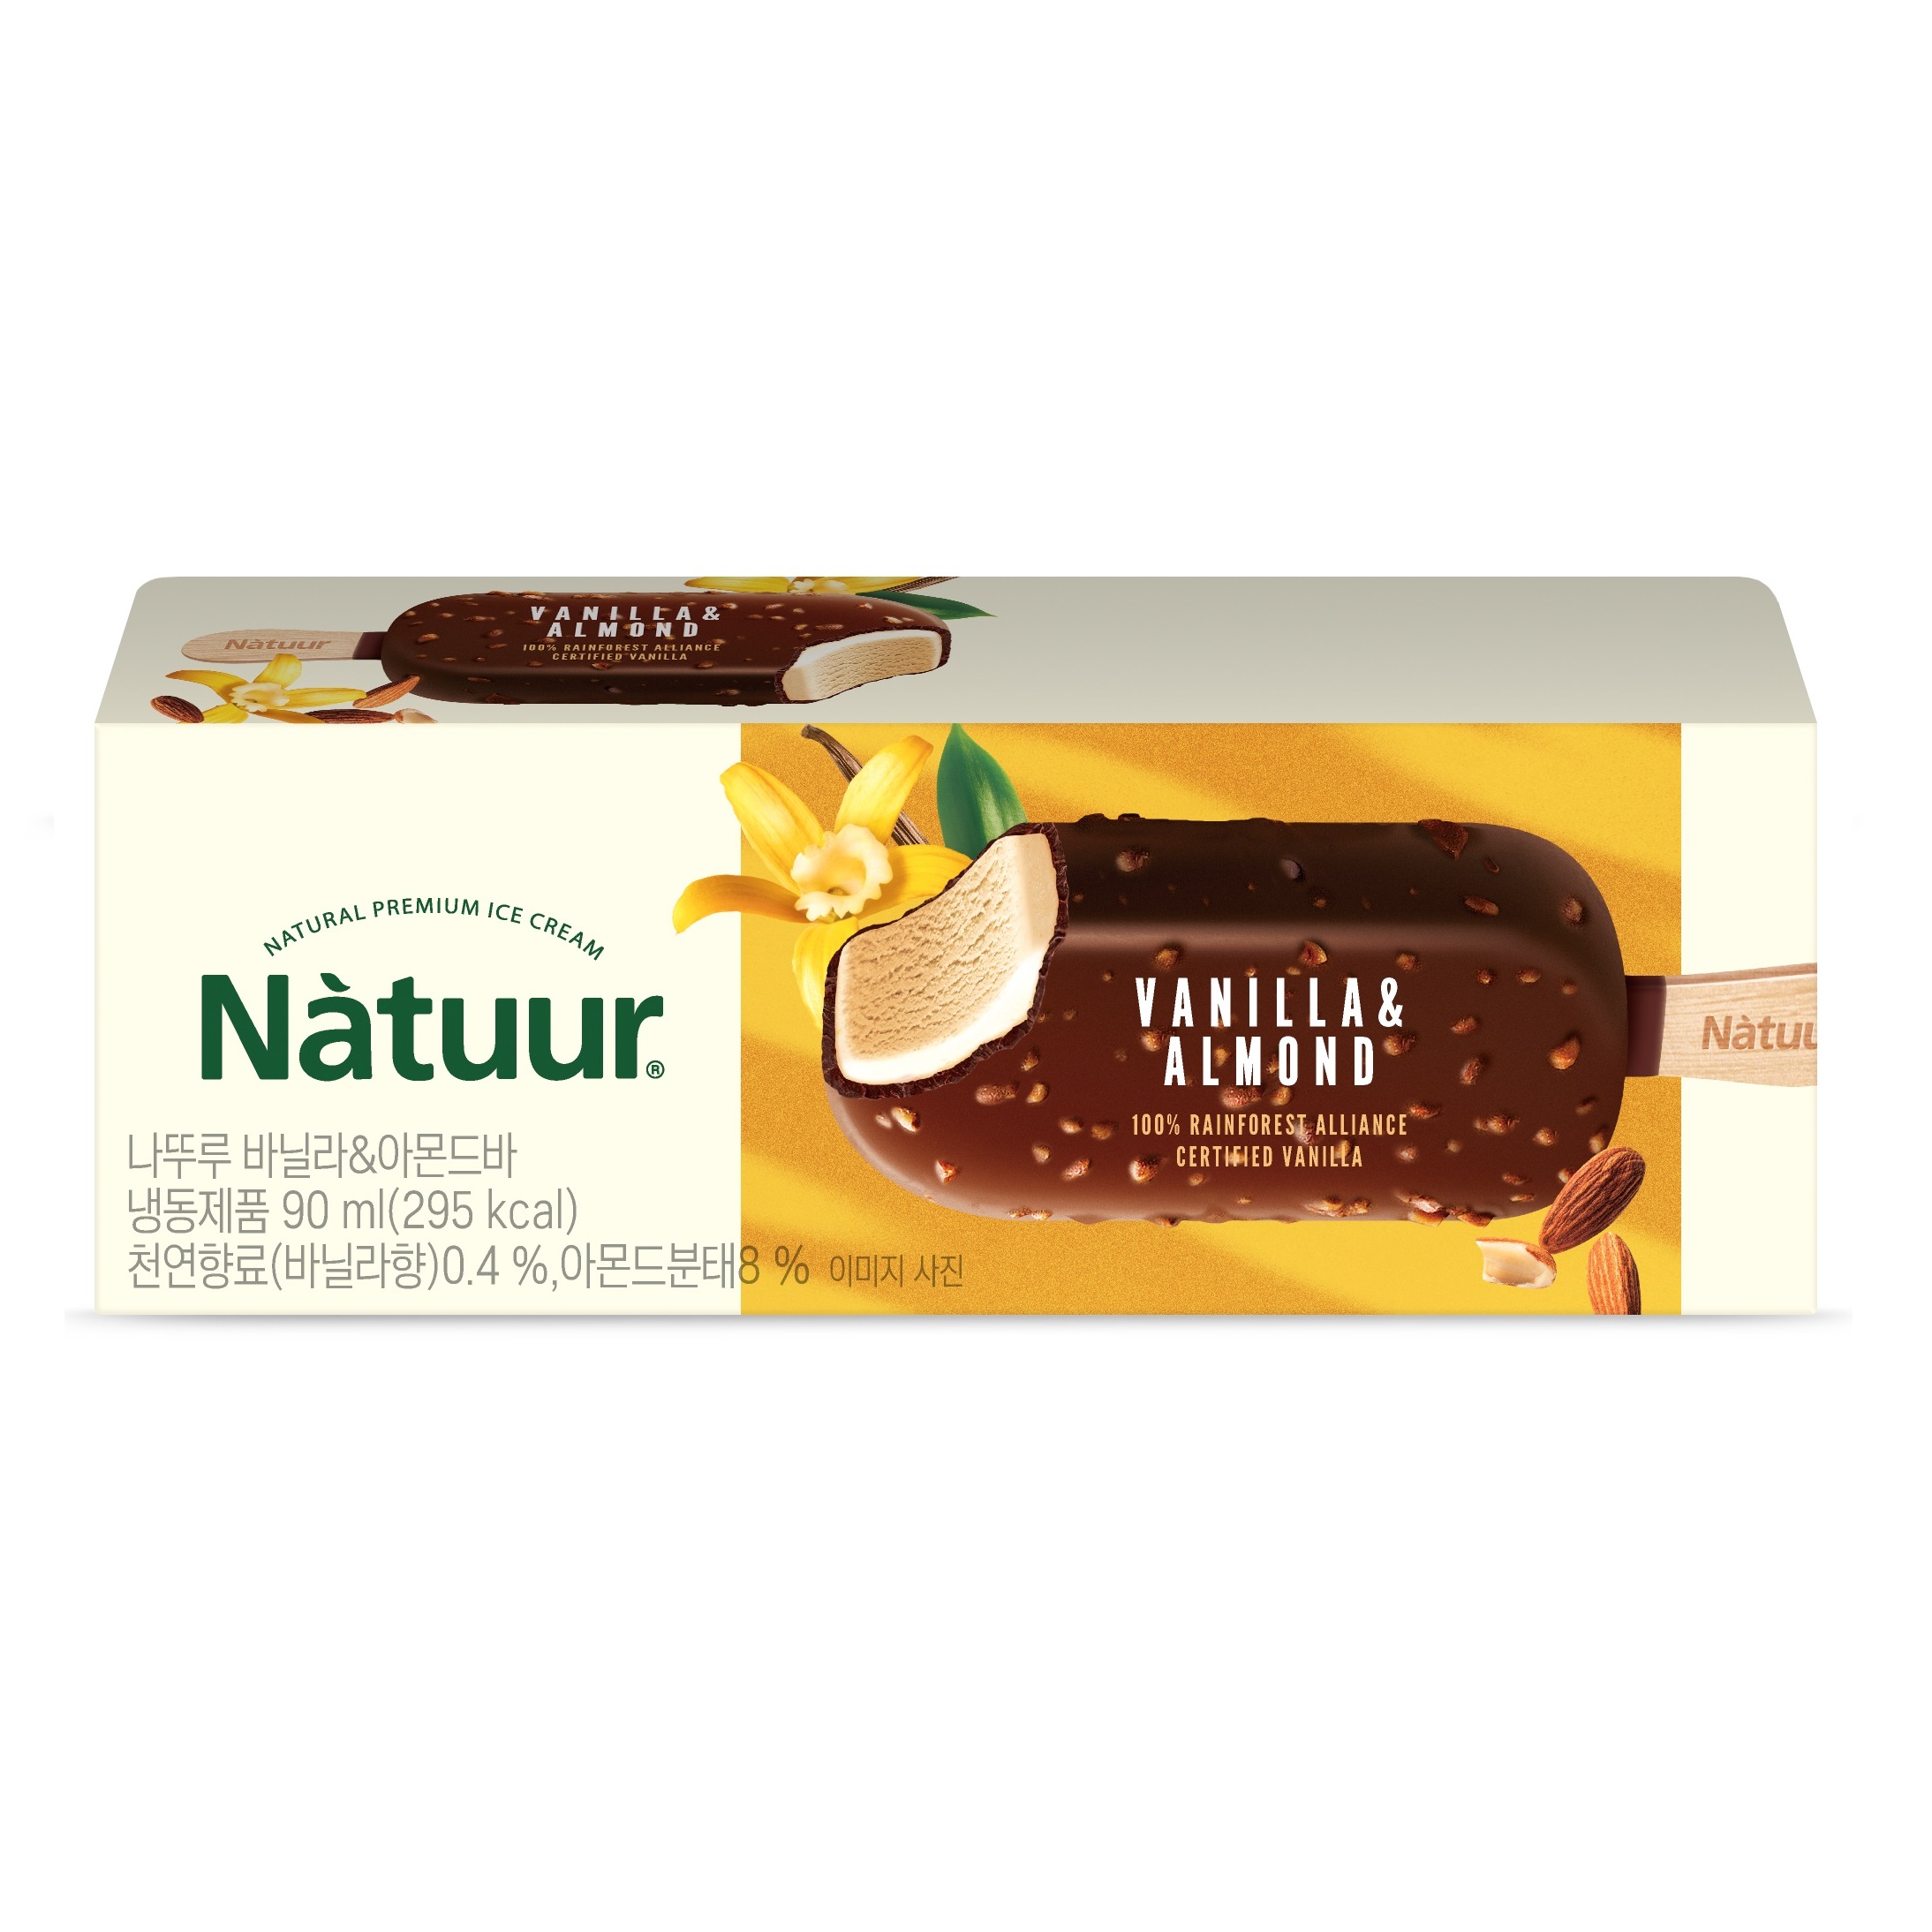 Nàtuur
VANILLA&
ALMOND
100% RAINFOREST ALLIANCE
CERTIFIED VANILLA
NATURAL PREMIUM ICE CREAM
Nàtuur®
나뚜루 바닐라&아몬드바
냉동제품 90 ml(295 kcal)
천연향료(바닐라향)0.4 %,아몬드분태8 % 이미지 사진
VANILLA&
ALMOND
100% RAINFOREST ALLIANCE
CERTIFIED VANILLA
Nàtuu